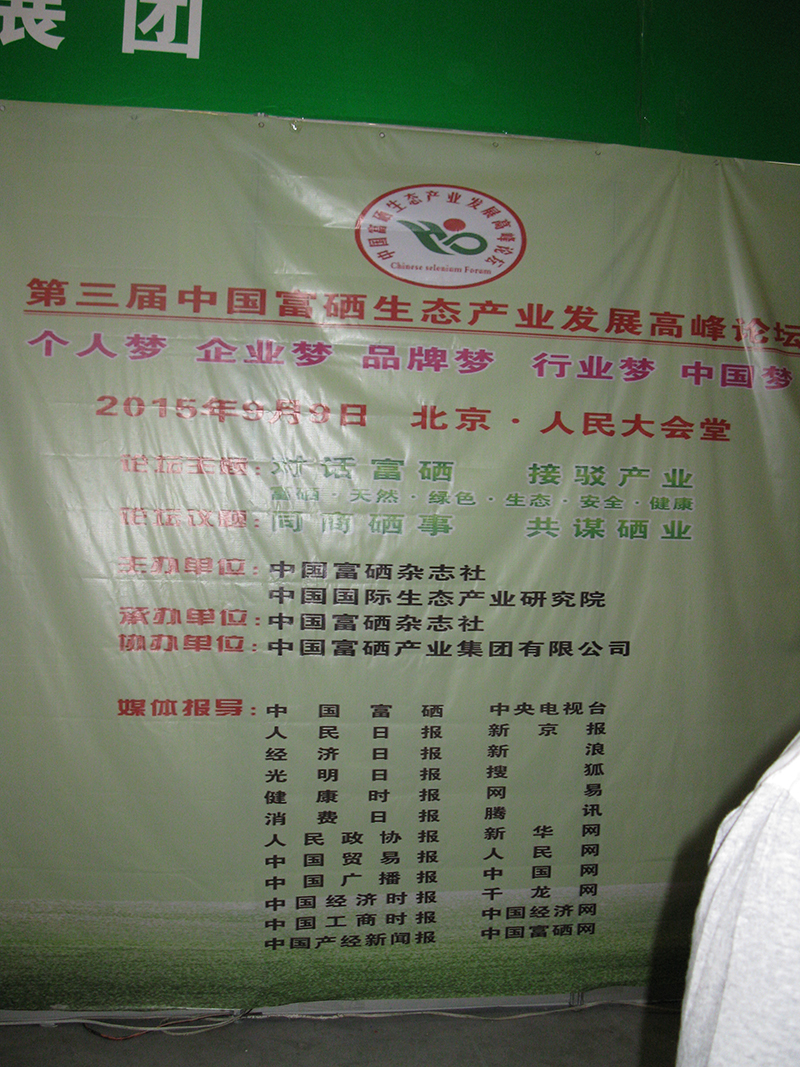 展 团
中国富硒生态产业发展高峰论坛
Chinese selenium Forum
第三届中国富硒生态产业发展高峰论坛
个人梦 企业梦 品牌梦 行业梦 中国梦
2015年9月9日 北京·人民大会堂
论坛主题：对话富硒 接驳产业
富硒·天然·绿色·生态·安全·健康
论坛议题：同商硒事 共谋硒业
主办单位：中国富硒杂志社
中国国际生态产业研究院
承办单位：中国富硒杂志社
协办单位：中国富硒产业集团有限公司
媒体报导：中国富硒 中央电视台
人民日报 新京报
经济日报 新浪
光明日报 搜狐
健康时报 网易
消费日报 腾讯
人民政协报 新华网
中国贸易报 人民网
中国广播报 中国网
中国经济时报 千龙网
中国工商时报 中国经济网
中国产经新闻报 中国富硒网